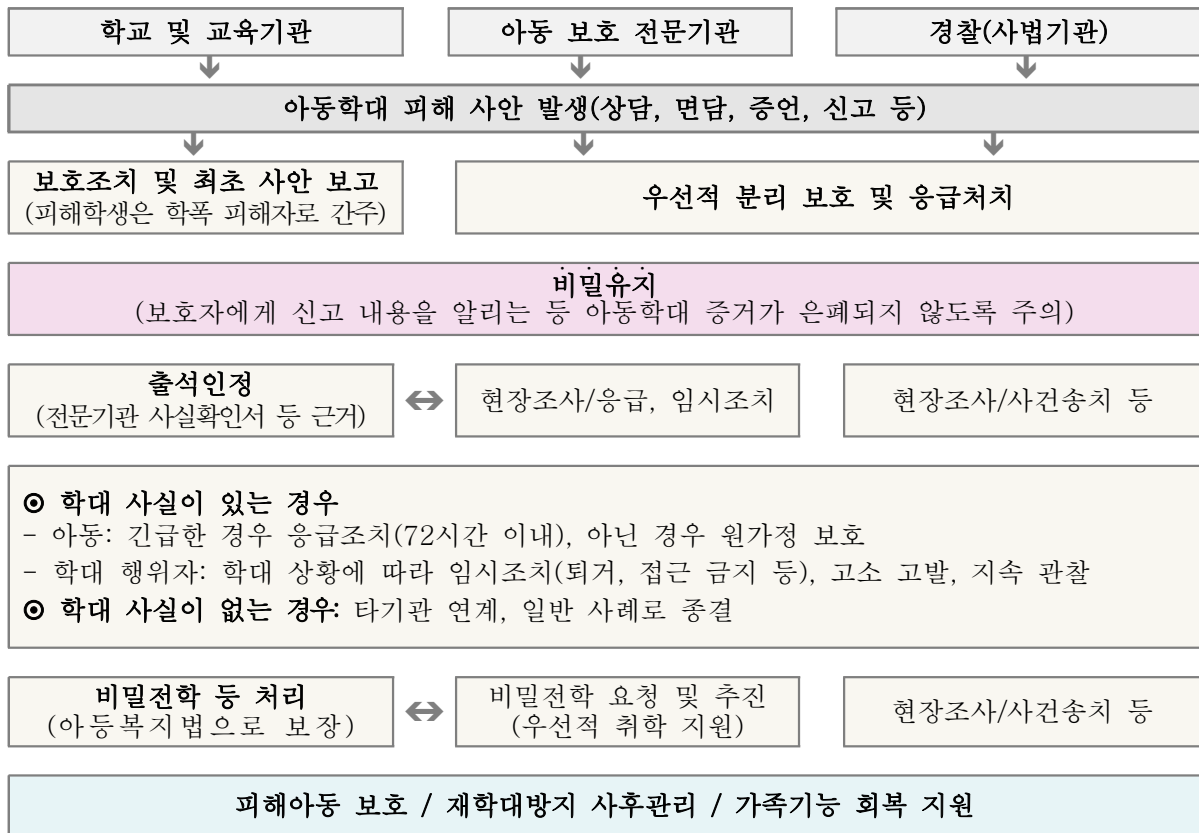 학교 및 교육기관
아동 보호 전문기관
경찰(사법기관)
아동학대 피해 사안 발생(상담, 면담, 증언, 신고 등)
보호조치 및 최초 사안 보고
(피해학생은 학폭 피해자로 간주)
우선적 분리 보호 및 응급처치
비밀유지
(보호자에게 신고 내용을 알리는 등 아동학대 증거가 은폐되지 않도록 주의)
출석인정
(전문기관 사실확인서 등 근거)
현장조사/응급, 임시조치
현장조사/사건송치 등
⊙ 학대 사실이 있는 경우
- 아동: 긴급한 경우 응급조치(72시간 이내), 아닌 경우 원가정 보호
- 학대 행위자: 학대 상황에 따라 임시조치(퇴거, 접근 금지 등), 고소 고발, 지속 관찰
⊙ 학대 사실이 없는 경우: 타기관 연계, 일반 사례로 종결
비밀전학 등 처리
(아등복지법으로 보장)
비밀전학 요청 및 추진
(우선적 취학 지원)
현장조사/사건송치 등
피해아동 보호 / 재학대방지 사후관리 / 가족기능 회복 지원